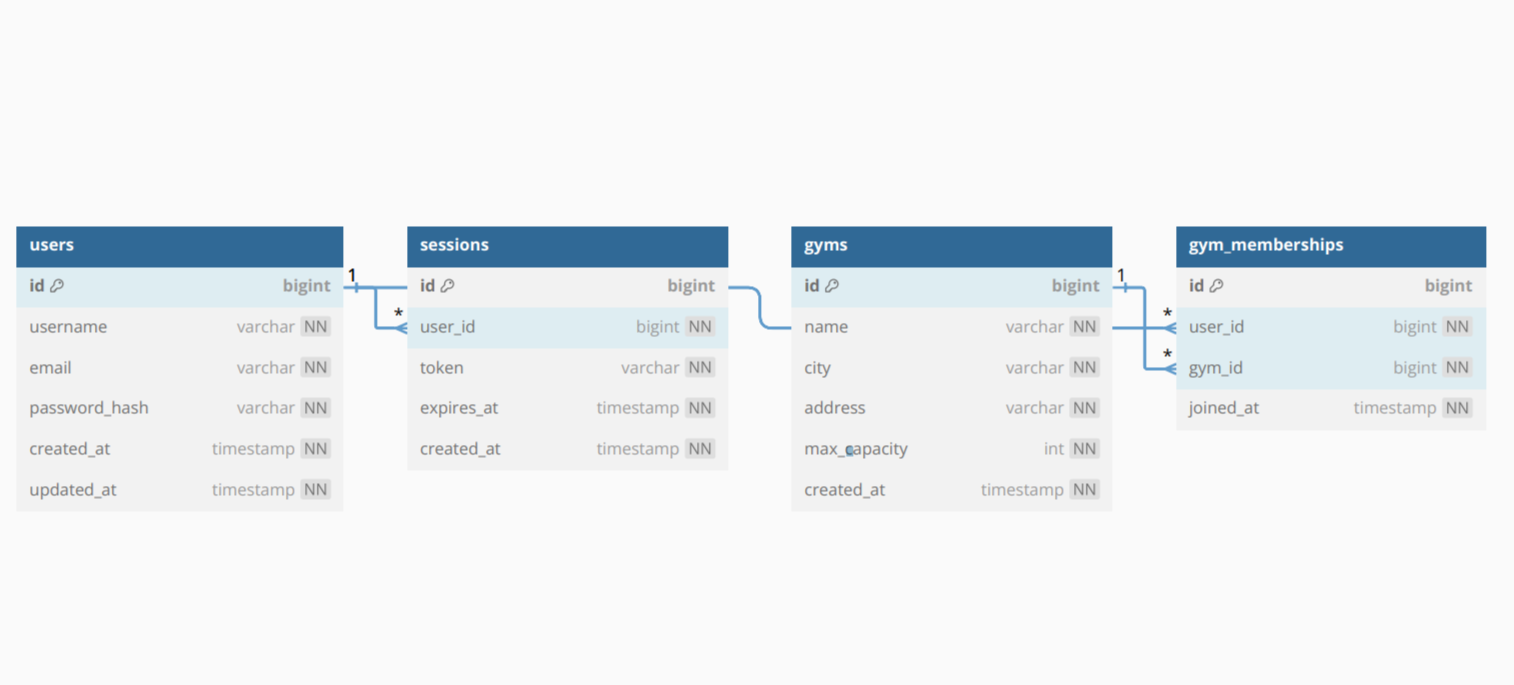 users
id bigint
username varchar NN
email varchar NN
password_hash varchar NN
created_at timestamp NN
updated_at timestamp NN
1
*
sessions
id bigint
user_id bigint NN
token varchar NN
expires_at timestamp NN
created_at timestamp NN
gyms
id bigint
name varchar NN
city varchar NN
address varchar NN
max_capacity int NN
created_at timestamp NN
1
*
*
gym_memberships
id bigint
user_id bigint NN
gym_id bigint NN
joined_at timestamp NN